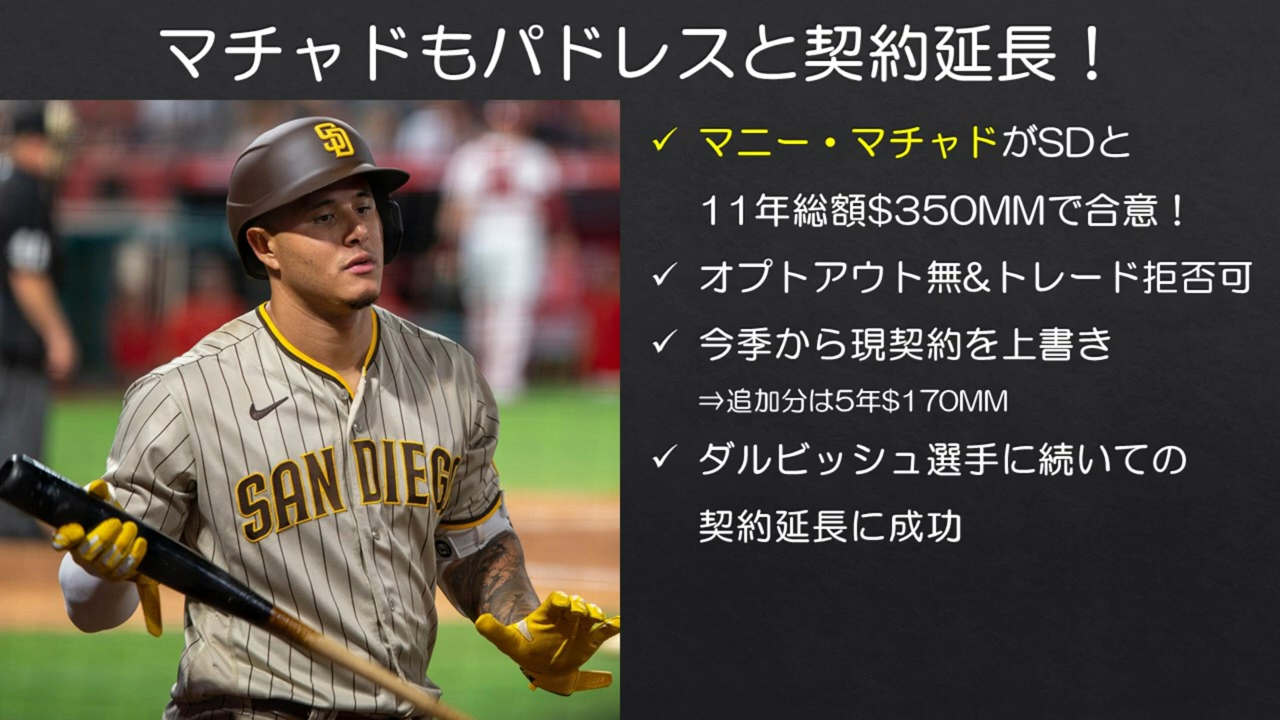 マチャドもパドレスと契約延長！
✓ マニー・マチャドがSDと
11年総額$350MMで合意！
✓ オプトアウト無&トレード拒否可
✓ 今季から現契約を上書き
⇒追加分は5年$170MM
✓ ダルビッシュ選手に続いての
契約延長に成功
SD
SAN DIEGO